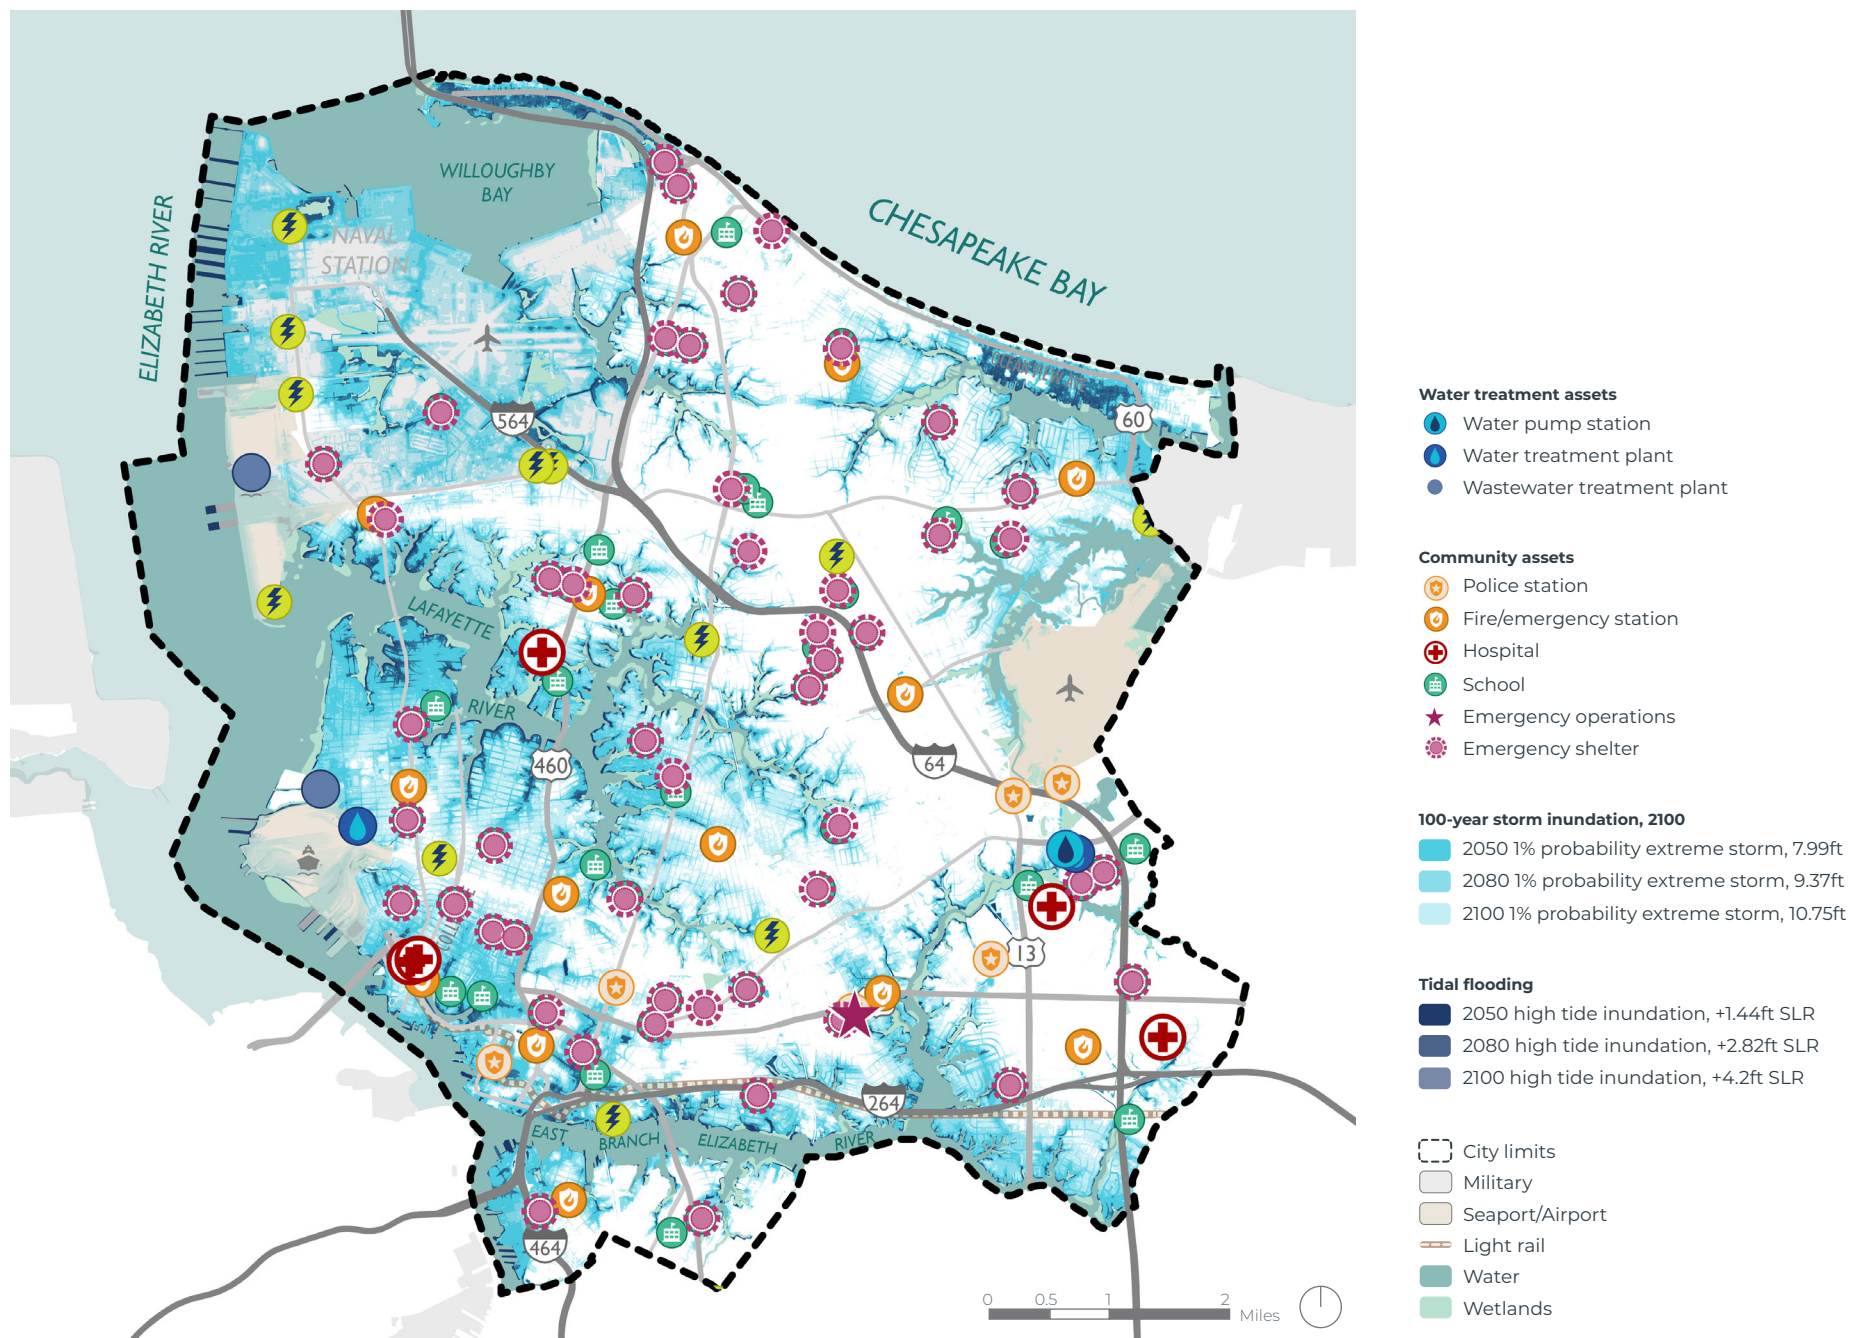 WILLOUGHBY
BAY
ELIZABETH RIVER
NAVAL
STATION
CHESAPEAKE BAY
564
60
LAFAYETTE
RIVER
460
64
13
264
EAST
BRANCH
ELIZABETH
RIVER
464
0
0.5
1
2
Miles
Water treatment assets
Water pump station
Water treatment plant
Wastewater treatment plant
Community assets
Police station
Fire/emergency station
Hospital
School
Emergency operations
Emergency shelter
100-year storm inundation, 2100
2050 1% probability extreme storm, 7.99ft
2080 1% probability extreme storm, 9.37ft
2100 1% probability extreme storm, 10.75ft
Tidal flooding
2050 high tide inundation, +1.44ft SLR
2080 high tide inundation, +2.82ft SLR
2100 high tide inundation, +4.2ft SLR
City limits
Military
Seaport/Airport
Light rail
Water
Wetlands